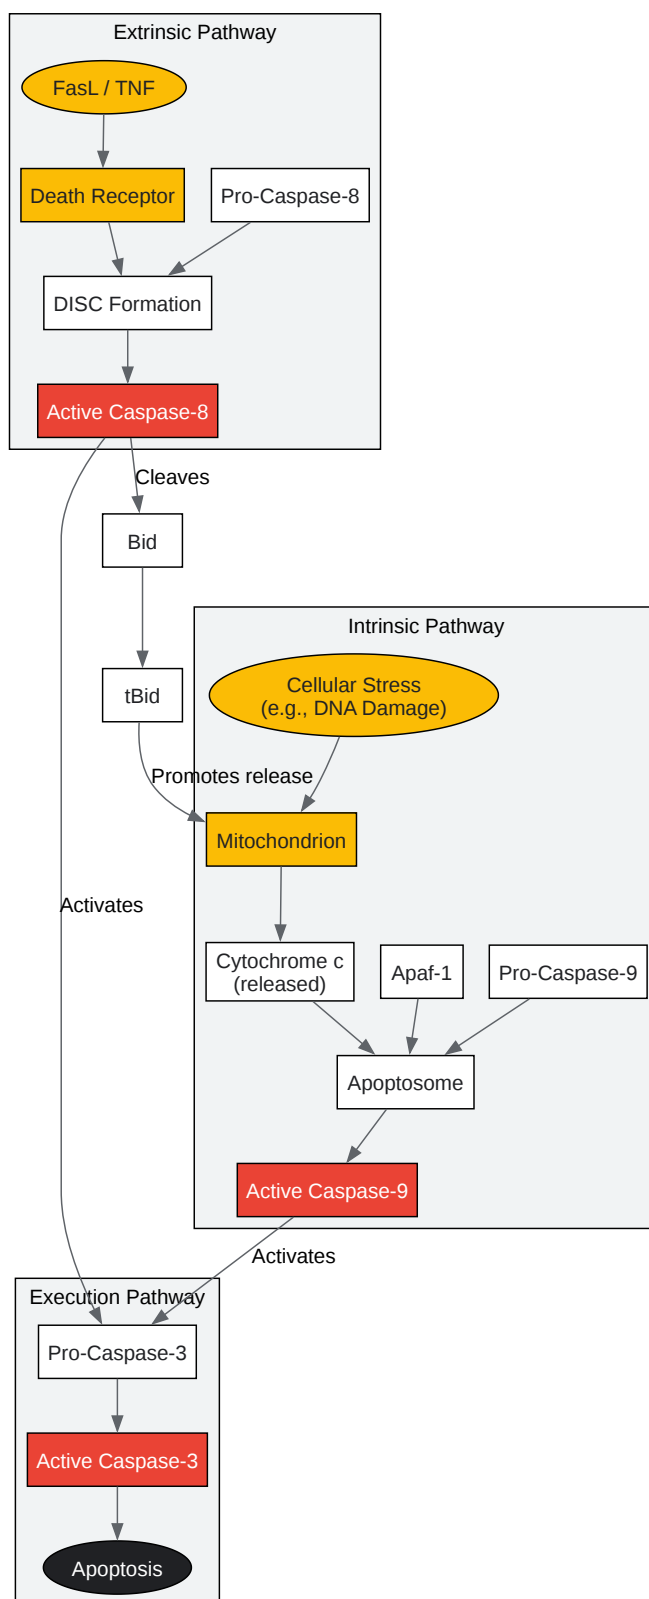 Extrinsic Pathway
FasL / TNF
Death Receptor
Pro-Caspase-8
DISC Formation
Active Caspase-8
Cleaves
Bid
tBid
Intrinsic Pathway
Cellular Stress
(e.g., DNA Damage)
Promotes release
Mitochondrion
Activates
Cytochrome c
(released)
Apaf-1
Pro-Caspase-9
Apoptosome
Active Caspase-9
Activates
Execution Pathway
Pro-Caspase-3
Active Caspase-3
Apoptosis